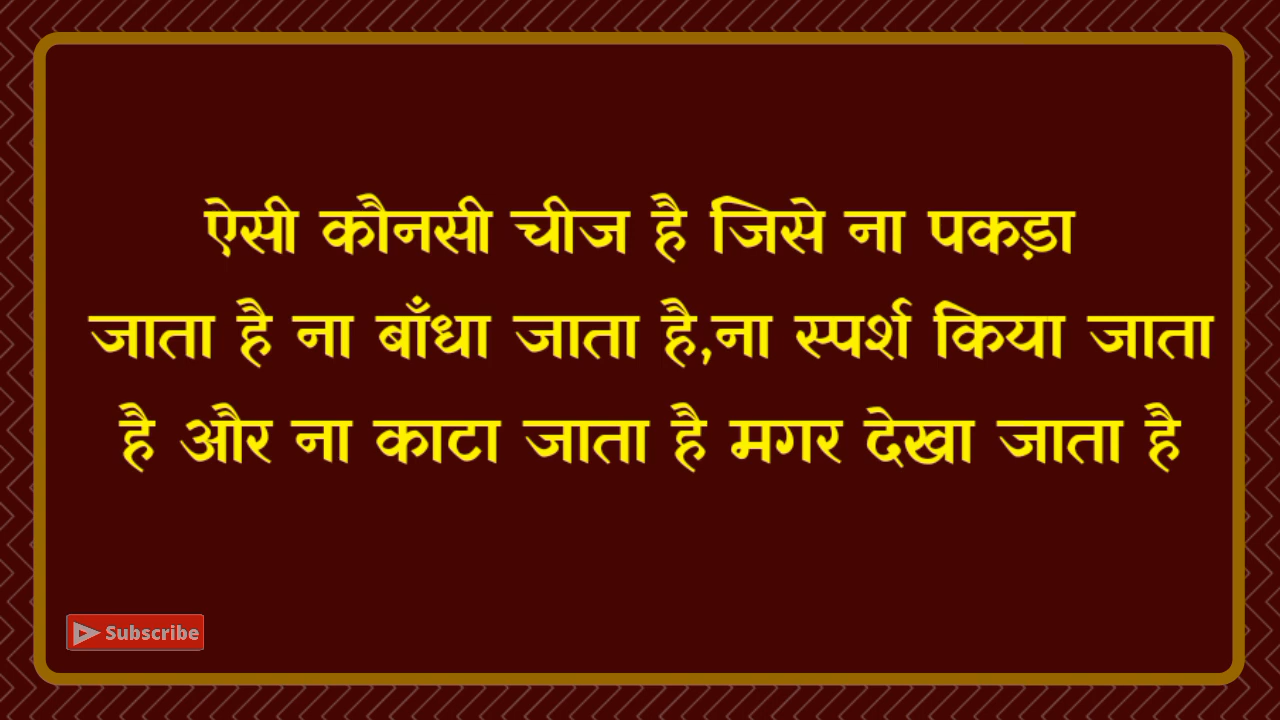 ऐसी कौनसी चीज है जिसे ना पकड़ा
जाता है ना बाँधा जाता है,ना स्पर्श किया जाता
है और ना काटा जाता है मगर देखा जाता है
Subscribe